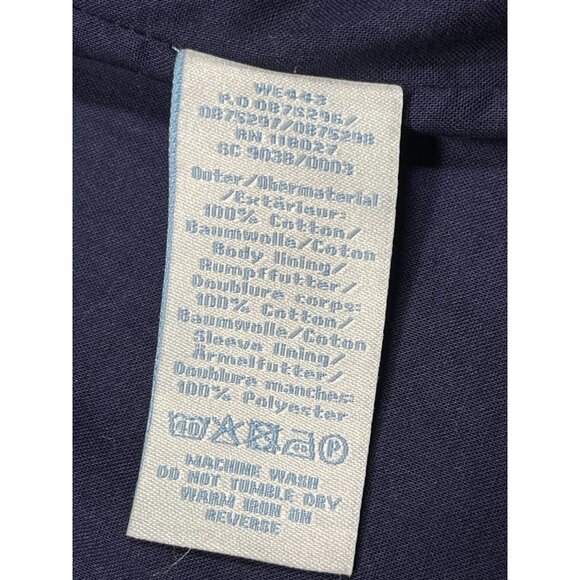 WE443
P.O 0875296/
0875297/0875298
RN 118027
SC 9038/0003
Outer/Obermaterial
/Extérieur:
100% Cotton/
Baumwolle/Coton
Body lining/
Rumpffutter/
Doublure corps:
100% Cotton/
Baumwolle/Coton
Sleeve lining/
Ärmelfutter/
Doublure manches:
100% Polyester
40 P
MACHINE WASH
DO NOT TUMBLE DRY
WARM IRON ON
REVERSE